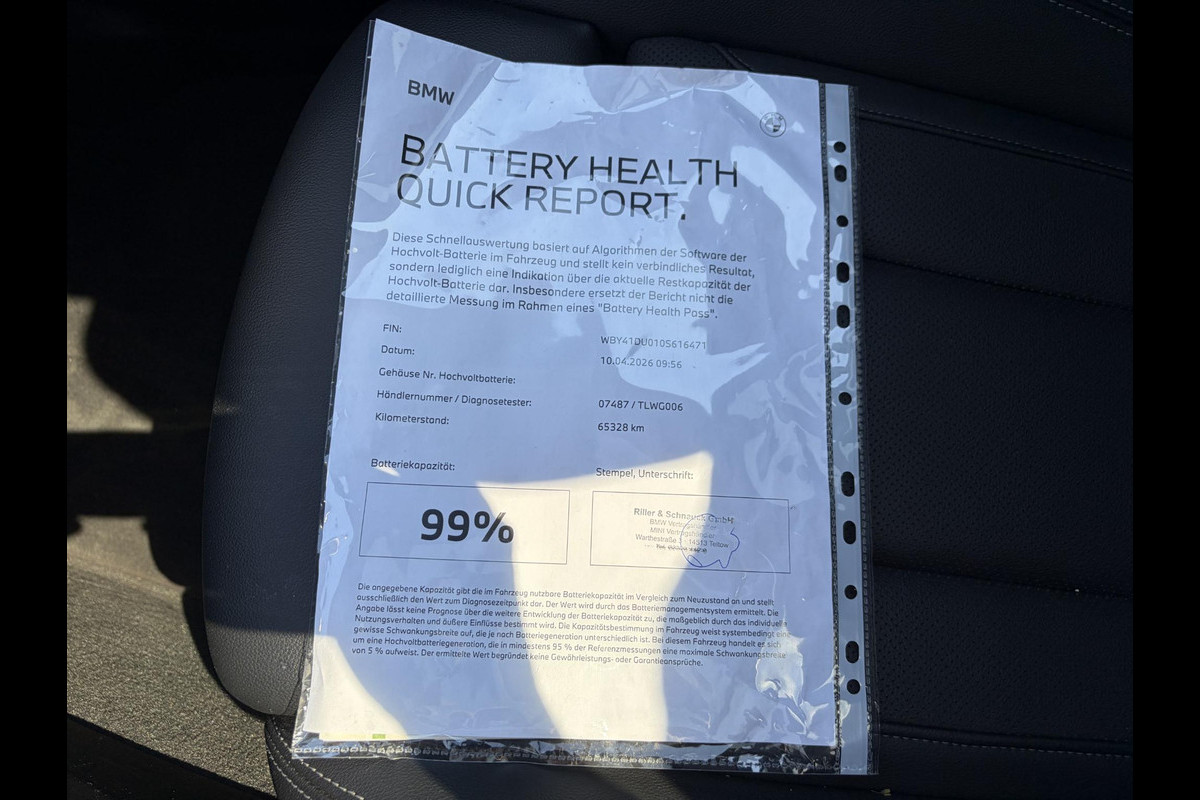 BMW
BATTERY HEALTH
QUICK REPORT.
Diese Schnellauswertung basiert auf Algorithmen der Software der
Hochvolt-Batterie im Fahrzeug und stellt kein verbindliches Resultat,
sondern lediglich eine Indikation über die aktuelle Restkapazität der
Hochvolt-Batterie dar. Insbesondere ersetzt der Bericht nicht die
detaillierte Messung im Rahmen eines "Battery Health Pass".
FIN: WBY41DU010S616471
Datum: 10.04.2026 09:56
Gehäuse Nr. Hochvoltbatterie:
Händlernummer / Diagnosetester: 07487 / TLWG006
Kilometerstand: 65328 km
Batteriekapazität:
99%
Stempel, Unterschrift:
Riller & Schnauck GmbH
BMW Vertragshändler
MINI Vertragshändler
Warthestraße 14513 Teltow
Die angegebene Kapazität gibt die im Fahrzeug nutzbare Batteriekapazität im Vergleich zum Neuzustand an und stellt
ausschließlich den Wert zum Diagnosezeitpunkt dar. Der Wert wird durch das Batteriemanagementsystem ermittelt. Die
Angabe lässt keine Prognose über die weitere Entwicklung der Batteriekapazität zu, die maßgeblich durch das individuelle
Nutzungsverhalten und äußere Einflüsse bestimmt wird. Die Kapazitätsbestimmung im Fahrzeug weist systembedingt eine
gewisse Schwankungsbreite auf, die je nach Batteriegeneration unterschiedlich ist. Bei diesem Fahrzeug handelt es sich
um eine Hochvoltbatteriegeneration, die in mindestens 95 % der Referenzmessungen eine maximale Schwankungsbreite
von 5 % aufweist. Der ermittelte Wert begründet keine Gewährleistungs- oder Garantieansprüche.